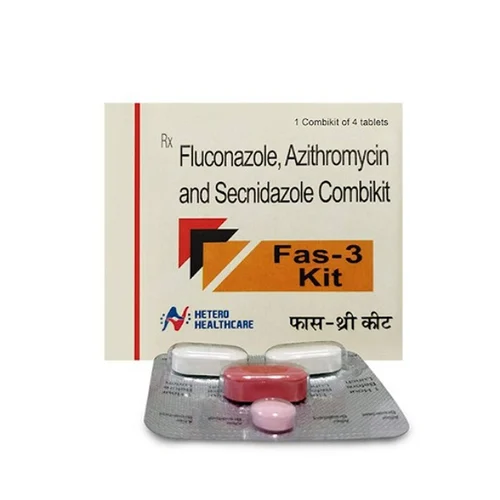 1 Combikit of 4 tablets
Rx
Fluconazole, Azithromycin
and Secnidazole Combikit
Fas-3
Kit
HETERO
HEALTHCARE
फास-थ्री कीट